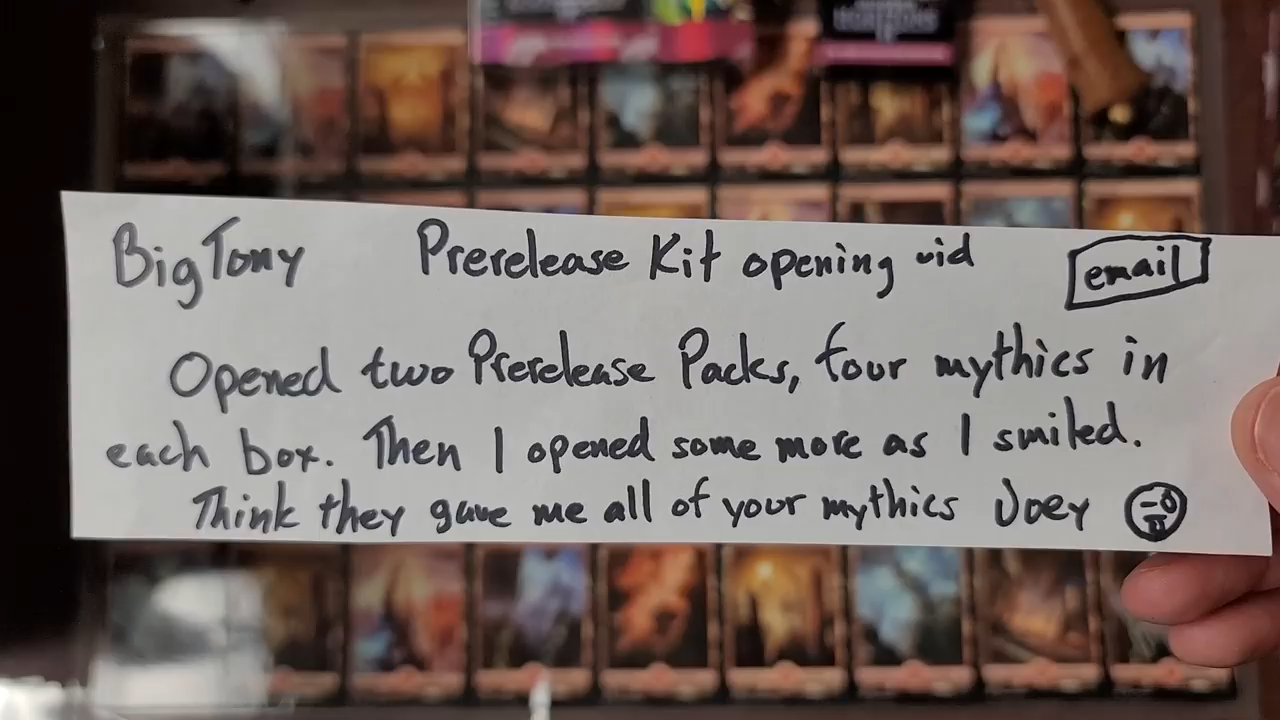 HORIZONS
BigTony Prerelease Kit opening vid email
Opened two Prerelease Packs, four mythics in
each box. Then I opened some more as I smiled.
Think they gave me all of your mythics Joey